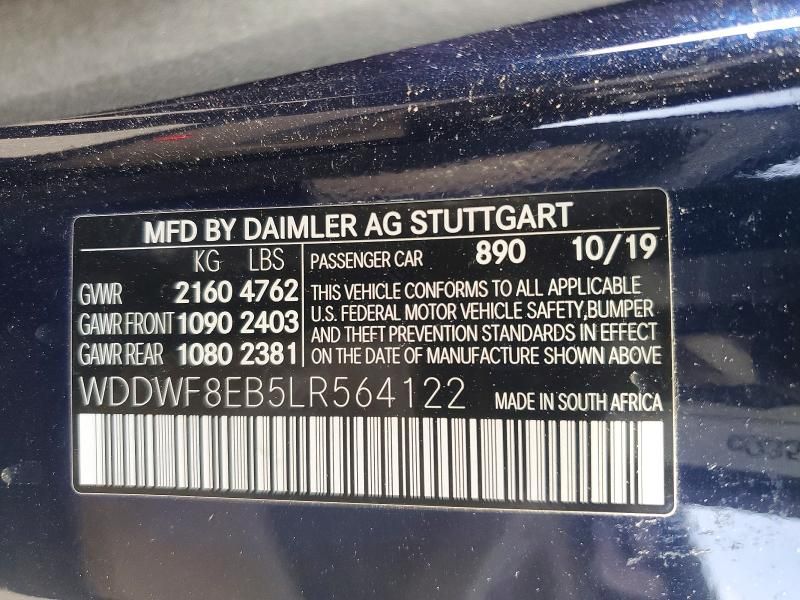 MFD BY DAIMLER AG STUTTGART
KG LBS
GVWR 2160 4762
GAWR FRONT 1090 2403
GAWR REAR 1080 2381
PASSENGER CAR 890 10/19
THIS VEHICLE CONFORMS TO ALL APPLICABLE
U.S. FEDERAL MOTOR VEHICLE SAFETY,BUMPER
AND THEFT PREVENTION STANDARDS IN EFFECT
ON THE DATE OF MANUFACTURE SHOWN ABOVE
WDDWF8EB5LR564122
MADE IN SOUTH AFRICA